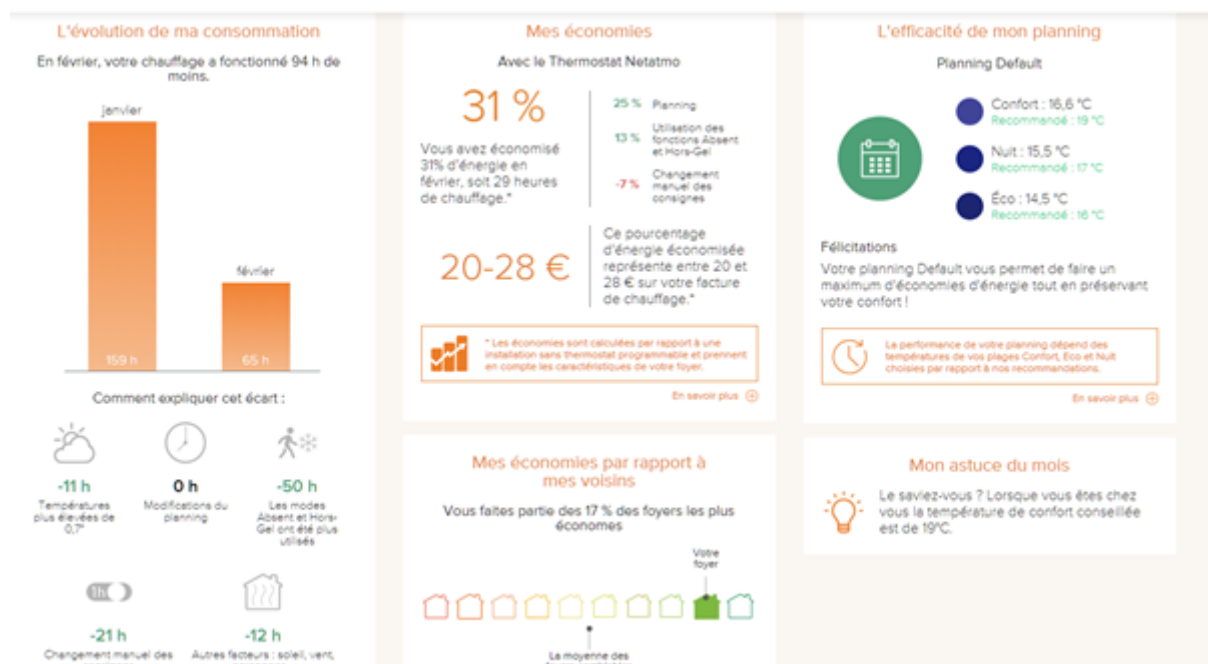 L'évolution de ma consommation
En février, votre chauffage a fonctionné 94 h de
moins.
janvier
février
159 h
65 h
Comment expliquer cet écart :
-11 h
Températures
plus élevées de
0,7°
0 h
Modifications du
planning
-50 h
Les modes
Absent et Hors-
Gel ont été plus
utilisés
1h
-21 h
Changement manuel des
-12 h
Autres facteurs : soleil, vent,
Mes économies
Avec le Thermostat Netatmo
31 %
Vous avez économisé
31% d'énergie en
février, soit 29 heures
de chauffage.*
25 % Planning
13 % Utilisation des
fonctions Absent
et Hors-Gel
-7 % Changement
manuel des
consignes
20-28 €
Ce pourcentage
d'énergie économisée
représente entre 20 et
28 € sur votre facture
de chauffage.*
* Les économies sont calculées par rapport à une
installation sans thermostat programmable et prennent
en compte les caractéristiques de votre foyer.
En savoir plus
Mes économies par rapport à
mes voisins
Vous faites partie des 17 % des foyers les plus
économes
Votre
foyer
La moyenne des
L'efficacité de mon planning
Planning Default
Confort : 16,6 °C
Recommandé : 19 °C
Nuit : 15,5 °C
Recommandé : 17 °C
Éco : 14,5 °C
Recommandé : 16 °C
Félicitations
Votre planning Default vous permet de faire un
maximum d'économies d'énergie tout en préservant
votre confort !
La performance de votre planning dépend des
températures de vos plages Confort, Eco et Nuit
choisies par rapport à nos recommandations.
En savoir plus
Mon astuce du mois
Le saviez-vous ? Lorsque vous êtes chez
vous la température de confort conseillée
est de 19°C.